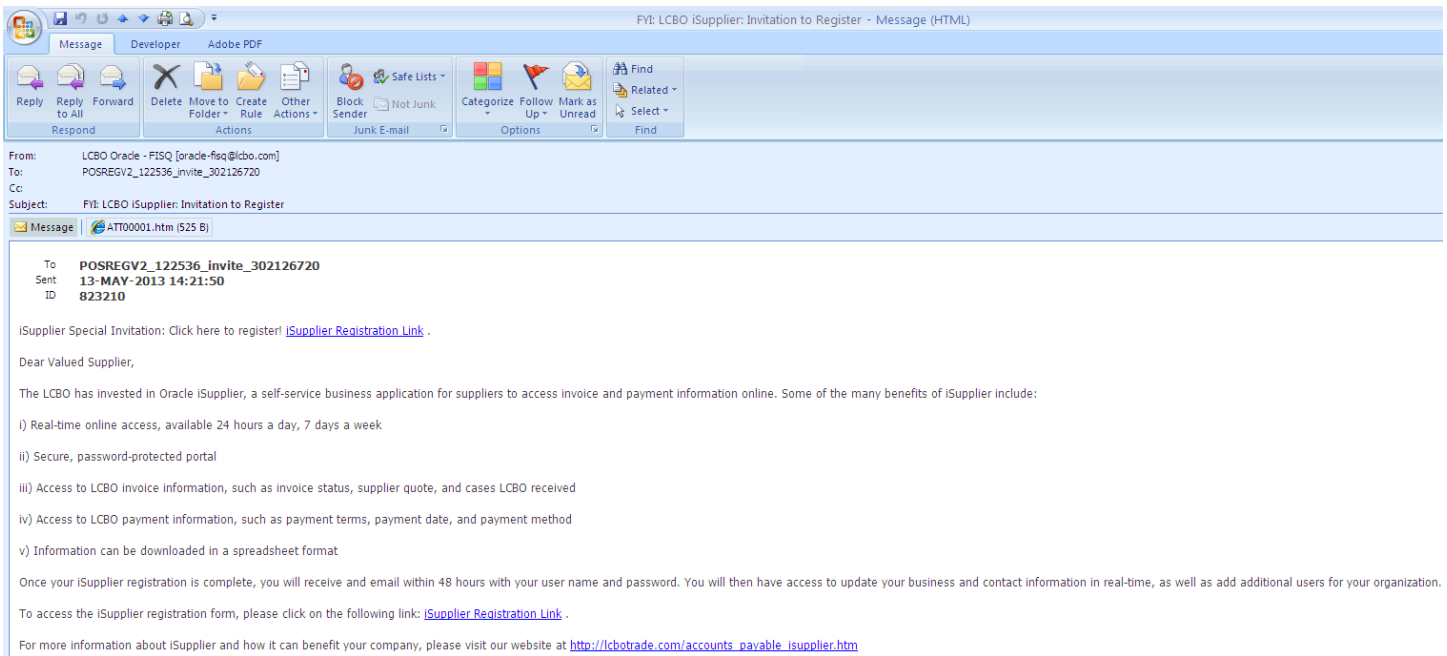 FYI: LCBO iSupplier: Invitation to Register - Message (HTML)
Message Developer Adobe PDF
Reply Reply to All Forward Delete Move to Folder Create Rule Other Actions Block Sender Safe Lists Not Junk Categorize Follow Up Mark as Unread Find Related Select
Respond Actions Junk E-mail Options Find
From: LCBO Oracle - FISQ [oracle-fisq@lcbo.com]
To: POSREGV2_122536_invite_302126720
Cc:
Subject: FYI: LCBO iSupplier: Invitation to Register
Message ATT00001.htm (525 B)
To POSREGV2_122536_invite_302126720
Sent 13-MAY-2013 14:21:50
ID 823210
iSupplier Special Invitation: Click here to register! iSupplier Registration Link .
Dear Valued Supplier,
The LCBO has invested in Oracle iSupplier, a self-service business application for suppliers to access invoice and payment information online. Some of the many benefits of iSupplier include:
i) Real-time online access, available 24 hours a day, 7 days a week
ii) Secure, password-protected portal
iii) Access to LCBO invoice information, such as invoice status, supplier quote, and cases LCBO received
iv) Access to LCBO payment information, such as payment terms, payment date, and payment method
v) Information can be downloaded in a spreadsheet format
Once your iSupplier registration is complete, you will receive and email within 48 hours with your user name and password. You will then have access to update your business and contact information in real-time, as well as add additional users for your organization.
To access the iSupplier registration form, please click on the following link: iSupplier Registration Link .
For more information about iSupplier and how it can benefit your company, please visit our website at http://lcbotrade.com/accounts_payable_isupplier.htm